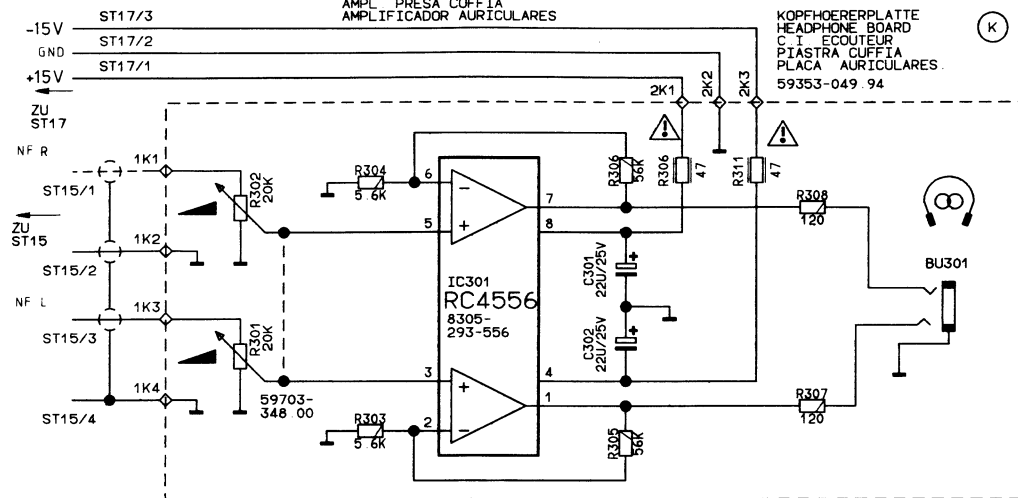 AMPL. PRESA CUFFIA
AMPLIFICADOR AURICULARES
ST17/3
-15V
ST17/2
GND
ST17/1
+15V
KOPFHOERERPLATTE
HEADPHONE BOARD
C.I ECOUTEUR
PIASTRA CUFFIA
PLACA AURICULARES.
59353-049.94
K
ZU
ST17
2K1
2K2
2K3
NF R
1K1
ST15/1
ZU
ST15
1K2
ST15/2
NF L
1K3
ST15/3
1K4
ST15/4
R302
20K
R301
20K
59703-
348.00
R304
5.6K
6
5
7
8
R306
56K
R306
47
R311
47
R308
120
IC301
RC4556
8305-
293-556
C301
22U/25V
C302
22U/25V
BU301
3
4
1
2
R303
5.6K
R305
56K
R307
120